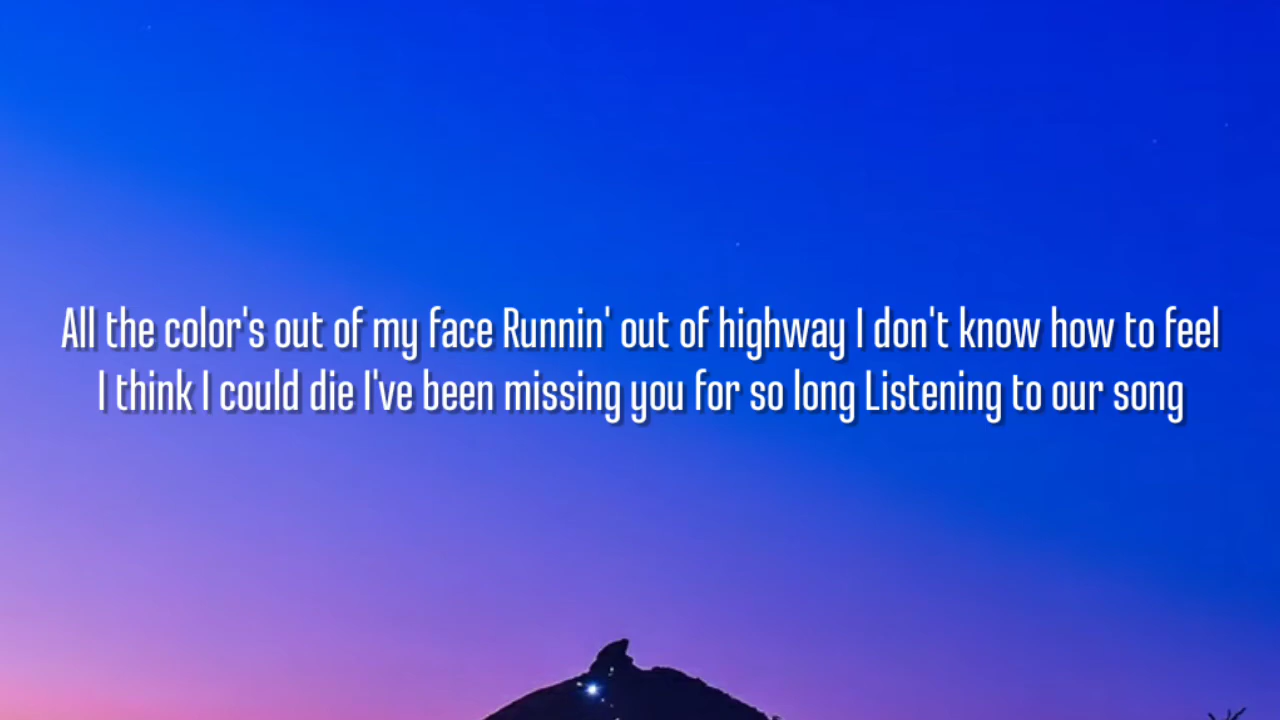 All the color's out of my face Runnin' out of highway I don't know how to feel
I think I could die I've been missing you for so long Listening to our song